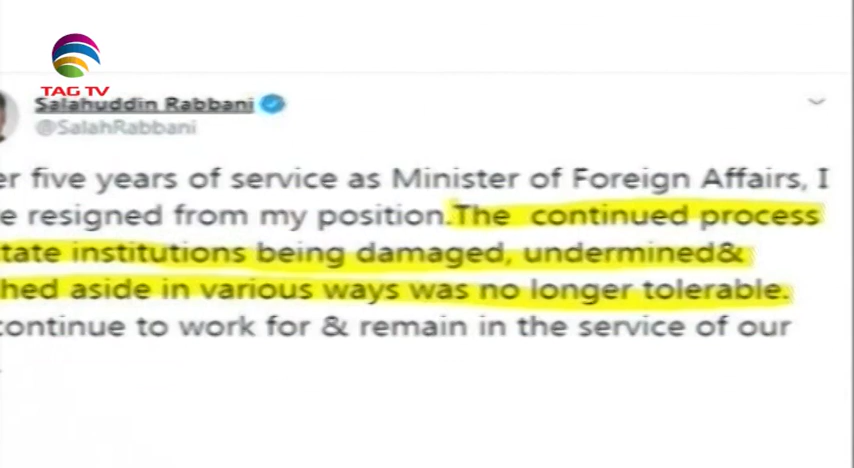 TAG TV
Salahuddin Rabbani
@SalahRabbani
er five years of service as Minister of Foreign Affairs, I
e resigned from my position.The continued process
tate institutions being damaged, undermined&
hed aside in various ways was no longer tolerable.
continue to work for & remain in the service of our